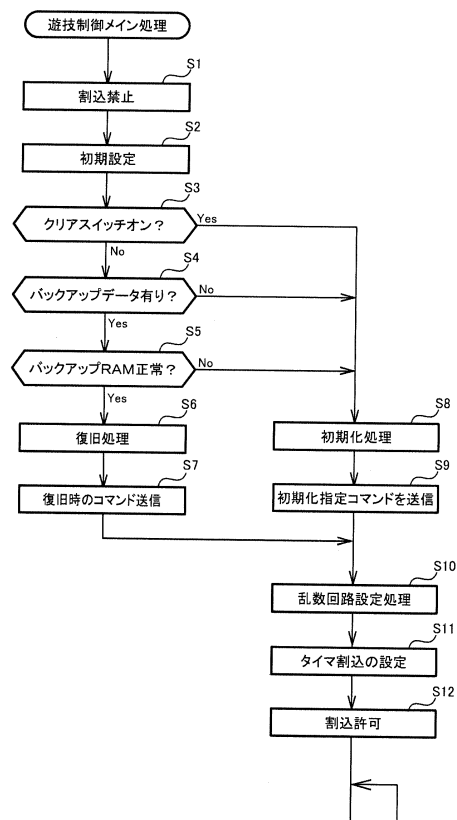 遊技制御メイン処理
S1
割込禁止
S2
初期設定
S3
クリアスイッチオン？
Yes
No
S4
バックアップデータ有り？
No
Yes
S5
バックアップRAM正常？
No
Yes
S6
復旧処理
S7
復旧時のコマンド送信
S8
初期化処理
S9
初期化指定コマンドを送信
S10
乱数回路設定処理
S11
タイマ割込の設定
S12
割込許可